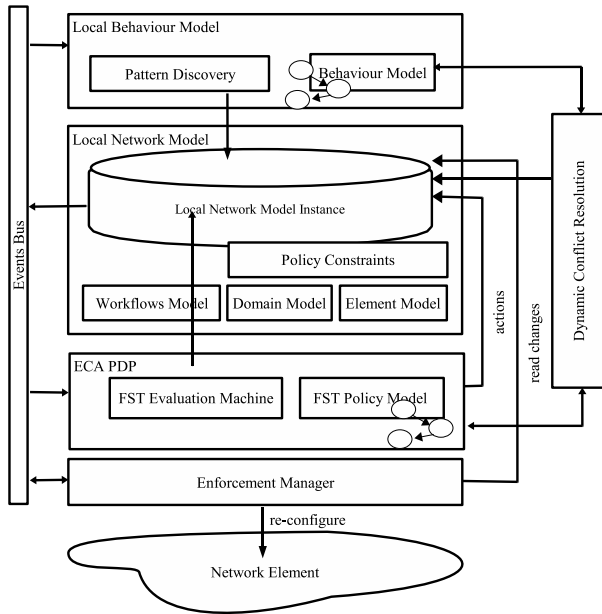 Local Behaviour Model
Pattern Discovery
Behaviour Model
Local Network Model
Local Network Model Instance
Policy Constraints
Workflows Model
Domain Model
Element Model
ECA PDP
FST Evaluation Machine
FST Policy Model
Enforcement Manager
re-configure
Network Element
Events Bus
actions
read changes
Dynamic Conflict Resolution